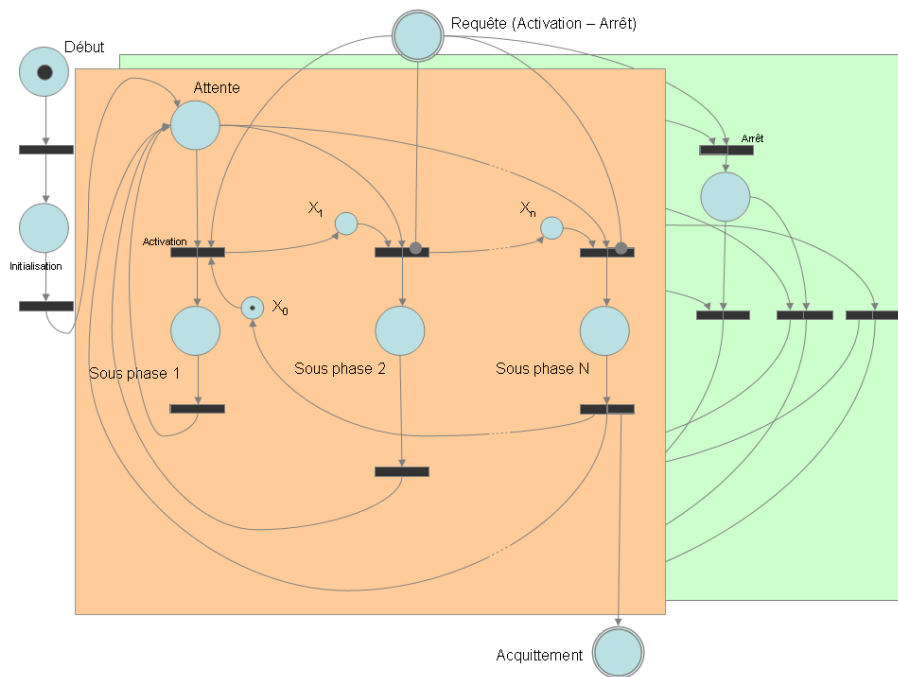 Requête (Activation – Arrêt)
Début
Attente
Arrêt
X1
Xn
Activation
Initialisation
X0
Sous phase 1
Sous phase 2
Sous phase N
Acquittement